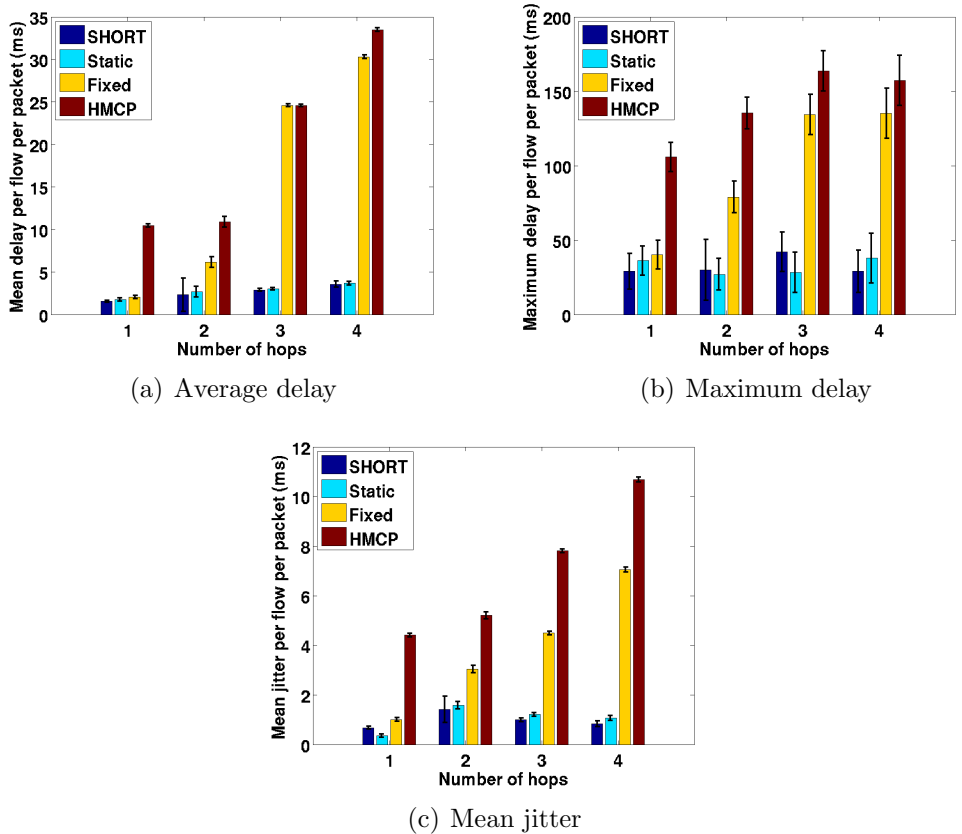 Mean delay per flow per packet (ms)
35
30
25
20
15
10
5
0
SHORT
Static
Fixed
HMCP
1 2 3 4
Number of hops
(a) Average delay
Maximum delay per flow per packet (ms)
200
150
100
50
0
SHORT
Static
Fixed
HMCP
1 2 3 4
Number of hops
(b) Maximum delay
Mean jitter per flow per packet (ms)
12
10
8
6
4
2
0
SHORT
Static
Fixed
HMCP
1 2 3 4
Number of hops
(c) Mean jitter